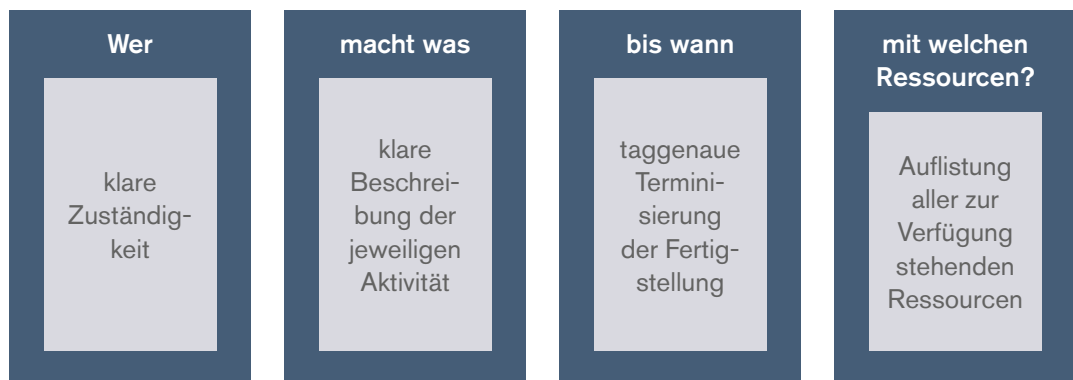 Wer
klare
Zuständig-
keit
macht was
klare
Beschrei-
bung der
jeweiligen
Aktivität
bis wann
taggenaue
Termini-
sierung
der Fertig-
stellung
mit welchen
Ressourcen?
Auflistung
aller zur
Verfügung
stehenden
Ressourcen